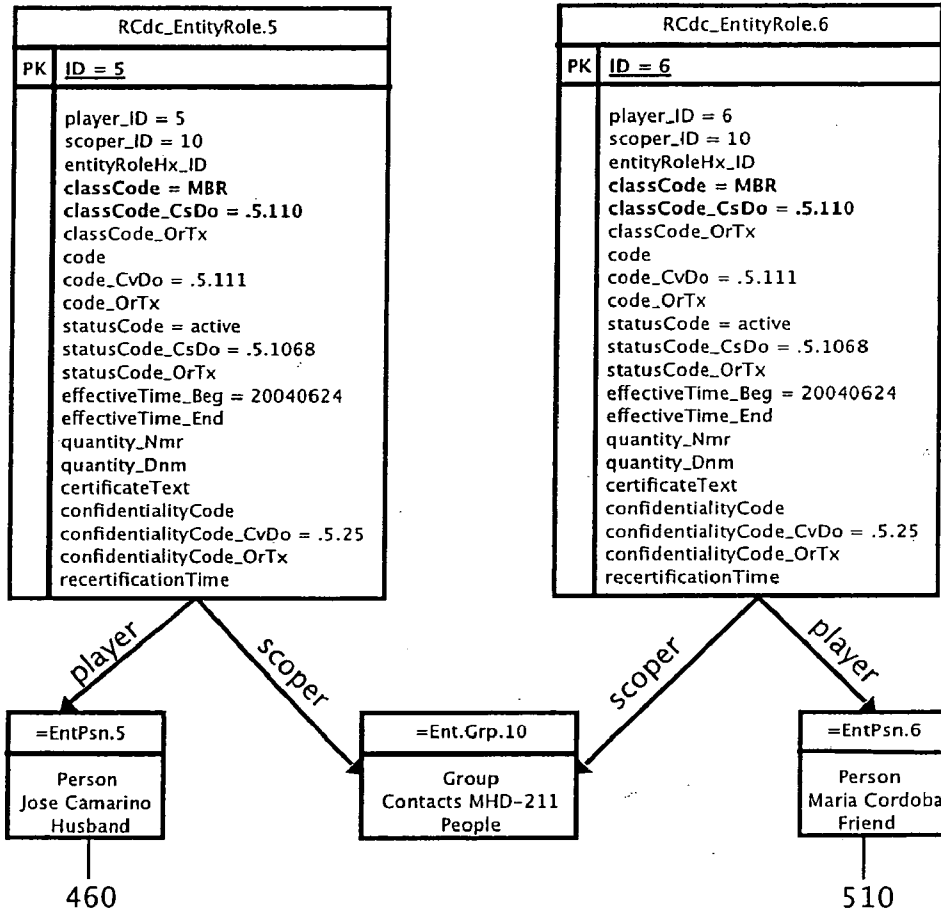 RCdc_EntityRole.5
PK ID = 5
player_ID = 5
scoper_ID = 10
entityRoleHx_ID
classCode = MBR
classCode_CsDo = .5.110
classCode_OrTx
code
code_CvDo = .5.111
code_OrTx
statusCode = active
statusCode_CsDo = .5.1068
statusCode_OrTx
effectiveTime_Beg = 20040624
effectiveTime_End
quantity_Nmr
quantity_Dnm
certificateText
confidentialityCode
confidentialityCode_CvDo = .5.25
confidentialityCode_OrTx
recertificationTime
RCdc_EntityRole.6
PK ID = 6
player_ID = 6
scoper_ID = 10
entityRoleHx_ID
classCode = MBR
classCode_CsDo = .5.110
classCode_OrTx
code
code_CvDo = .5.111
code_OrTx
statusCode = active
statusCode_CsDo = .5.1068
statusCode_OrTx
effectiveTime_Beg = 20040624
effectiveTime_End
quantity_Nmr
quantity_Dnm
certificateText
confidentialityCode
confidentialityCode_CvDo = .5.25
confidentialityCode_OrTx
recertificationTime
player
scoper
scoper
player
=EntPsn.5
Person
Jose Camarino
Husband
460
=Ent.Grp.10
Group
Contacts MHD-211
People
=EntPsn.6
Person
Maria Cordoba
Friend
510